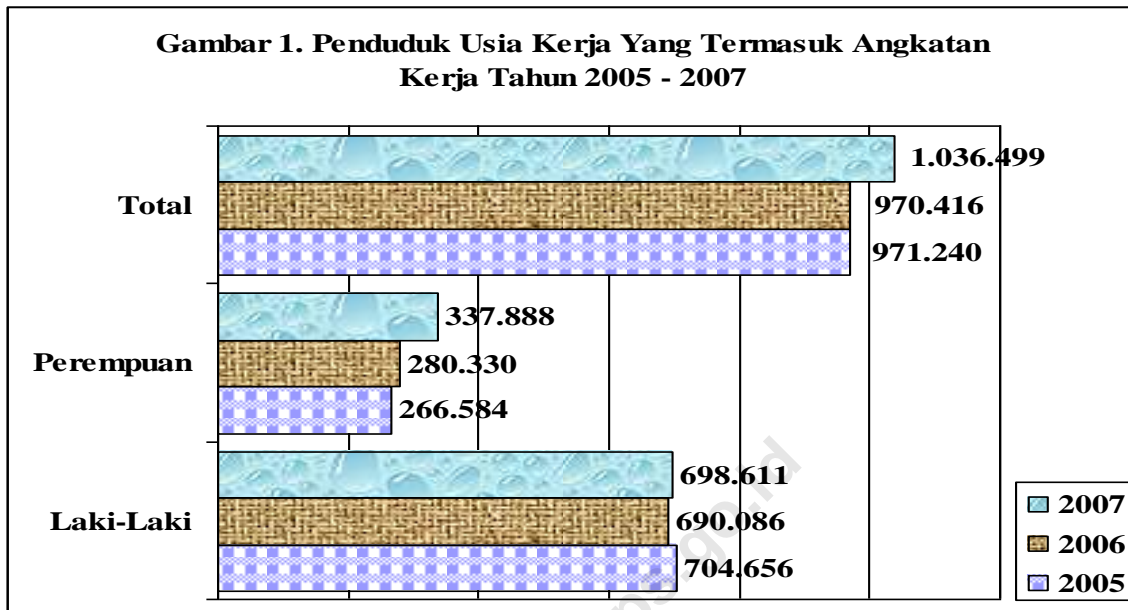 Gambar 1. Penduduk Usia Kerja Yang Termasuk Angkatan
Kerja Tahun 2005 - 2007
Total
1.036.499
970.416
971.240
Perempuan
337.888
280.330
266.584
Laki-Laki
698.611
690.086
704.656
2007
2006
2005